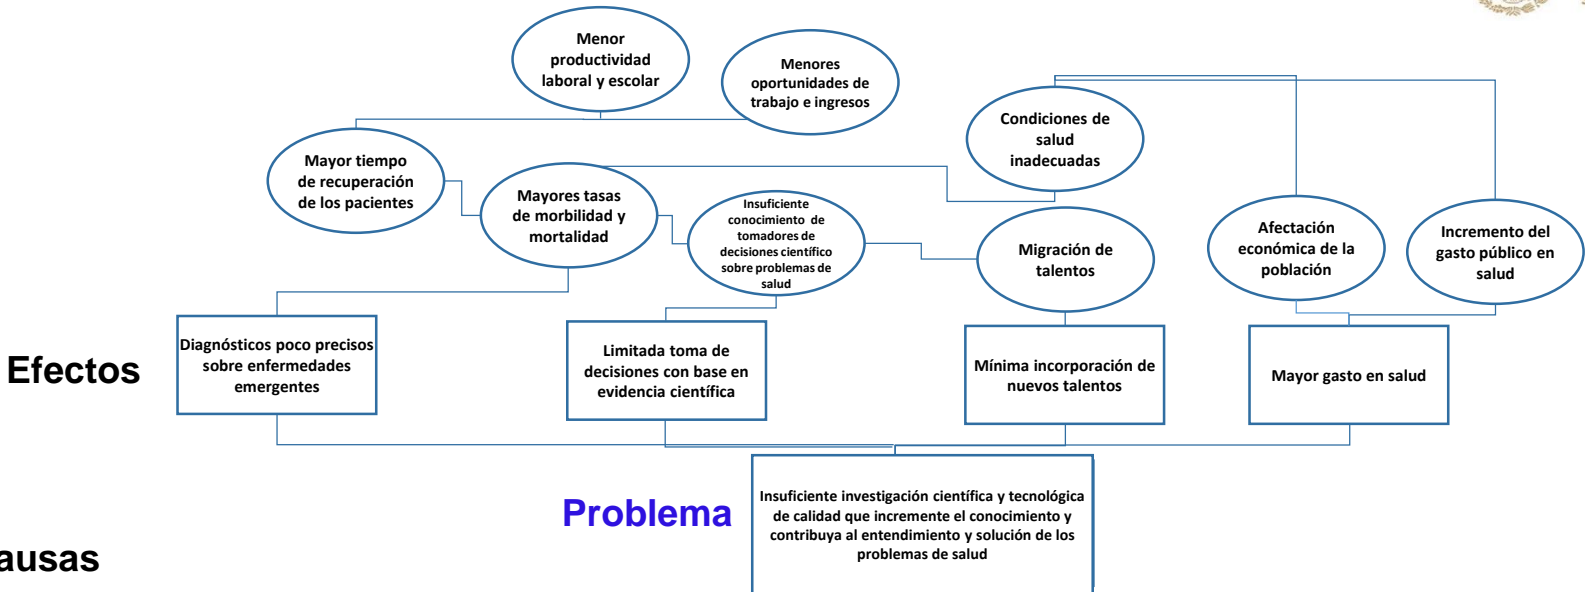 Menor
productividad
laboral y escolar
Menores
oportunidades de
trabajo e ingresos
Condiciones de
salud
inadecuadas
Mayor tiempo
de recuperación
de los pacientes
Mayores tasas
de morbilidad y
mortalidad
Insuficiente
conocimiento de
tomadores de
decisiones científico
sobre problemas de
salud
Migración de
talentos
Afectación
económica de la
población
Incremento del
gasto público en
salud
Efectos
Diagnósticos poco precisos
sobre enfermedades
emergentes
Limitada toma de
decisiones con base en
evidencia científica
Mínima incorporación de
nuevos talentos
Mayor gasto en salud
Problema
Insuficiente investigación científica y tecnológica
de calidad que incremente el conocimiento y
contribuya al entendimiento y solución de los
problemas de salud
ausas